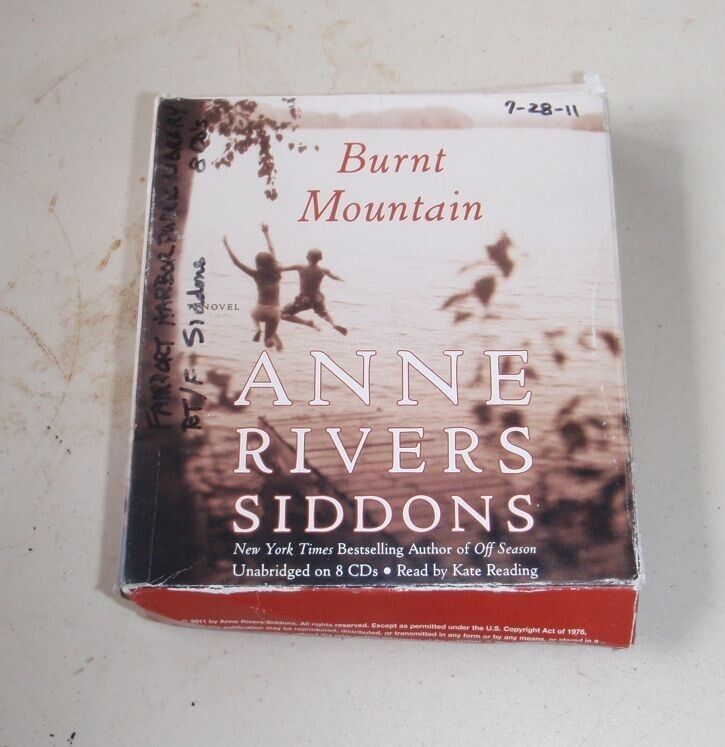 7-28-11
FAIRPORT HARBOR PUBLIC LIBRARY
BT/F Siddons 8 CDs
Burnt
Mountain
A NOVEL
ANNE
RIVERS
SIDDONS
New York Times Bestselling Author of Off Season
Unabridged on 8 CDs • Read by Kate Reading
© 2011 by Anne Rivers Siddons. All rights reserved. Except as permitted under the U.S. Copyright Act of 1976,
publication may be reproduced, distributed, or transmitted in any form or by any means, or stored in a